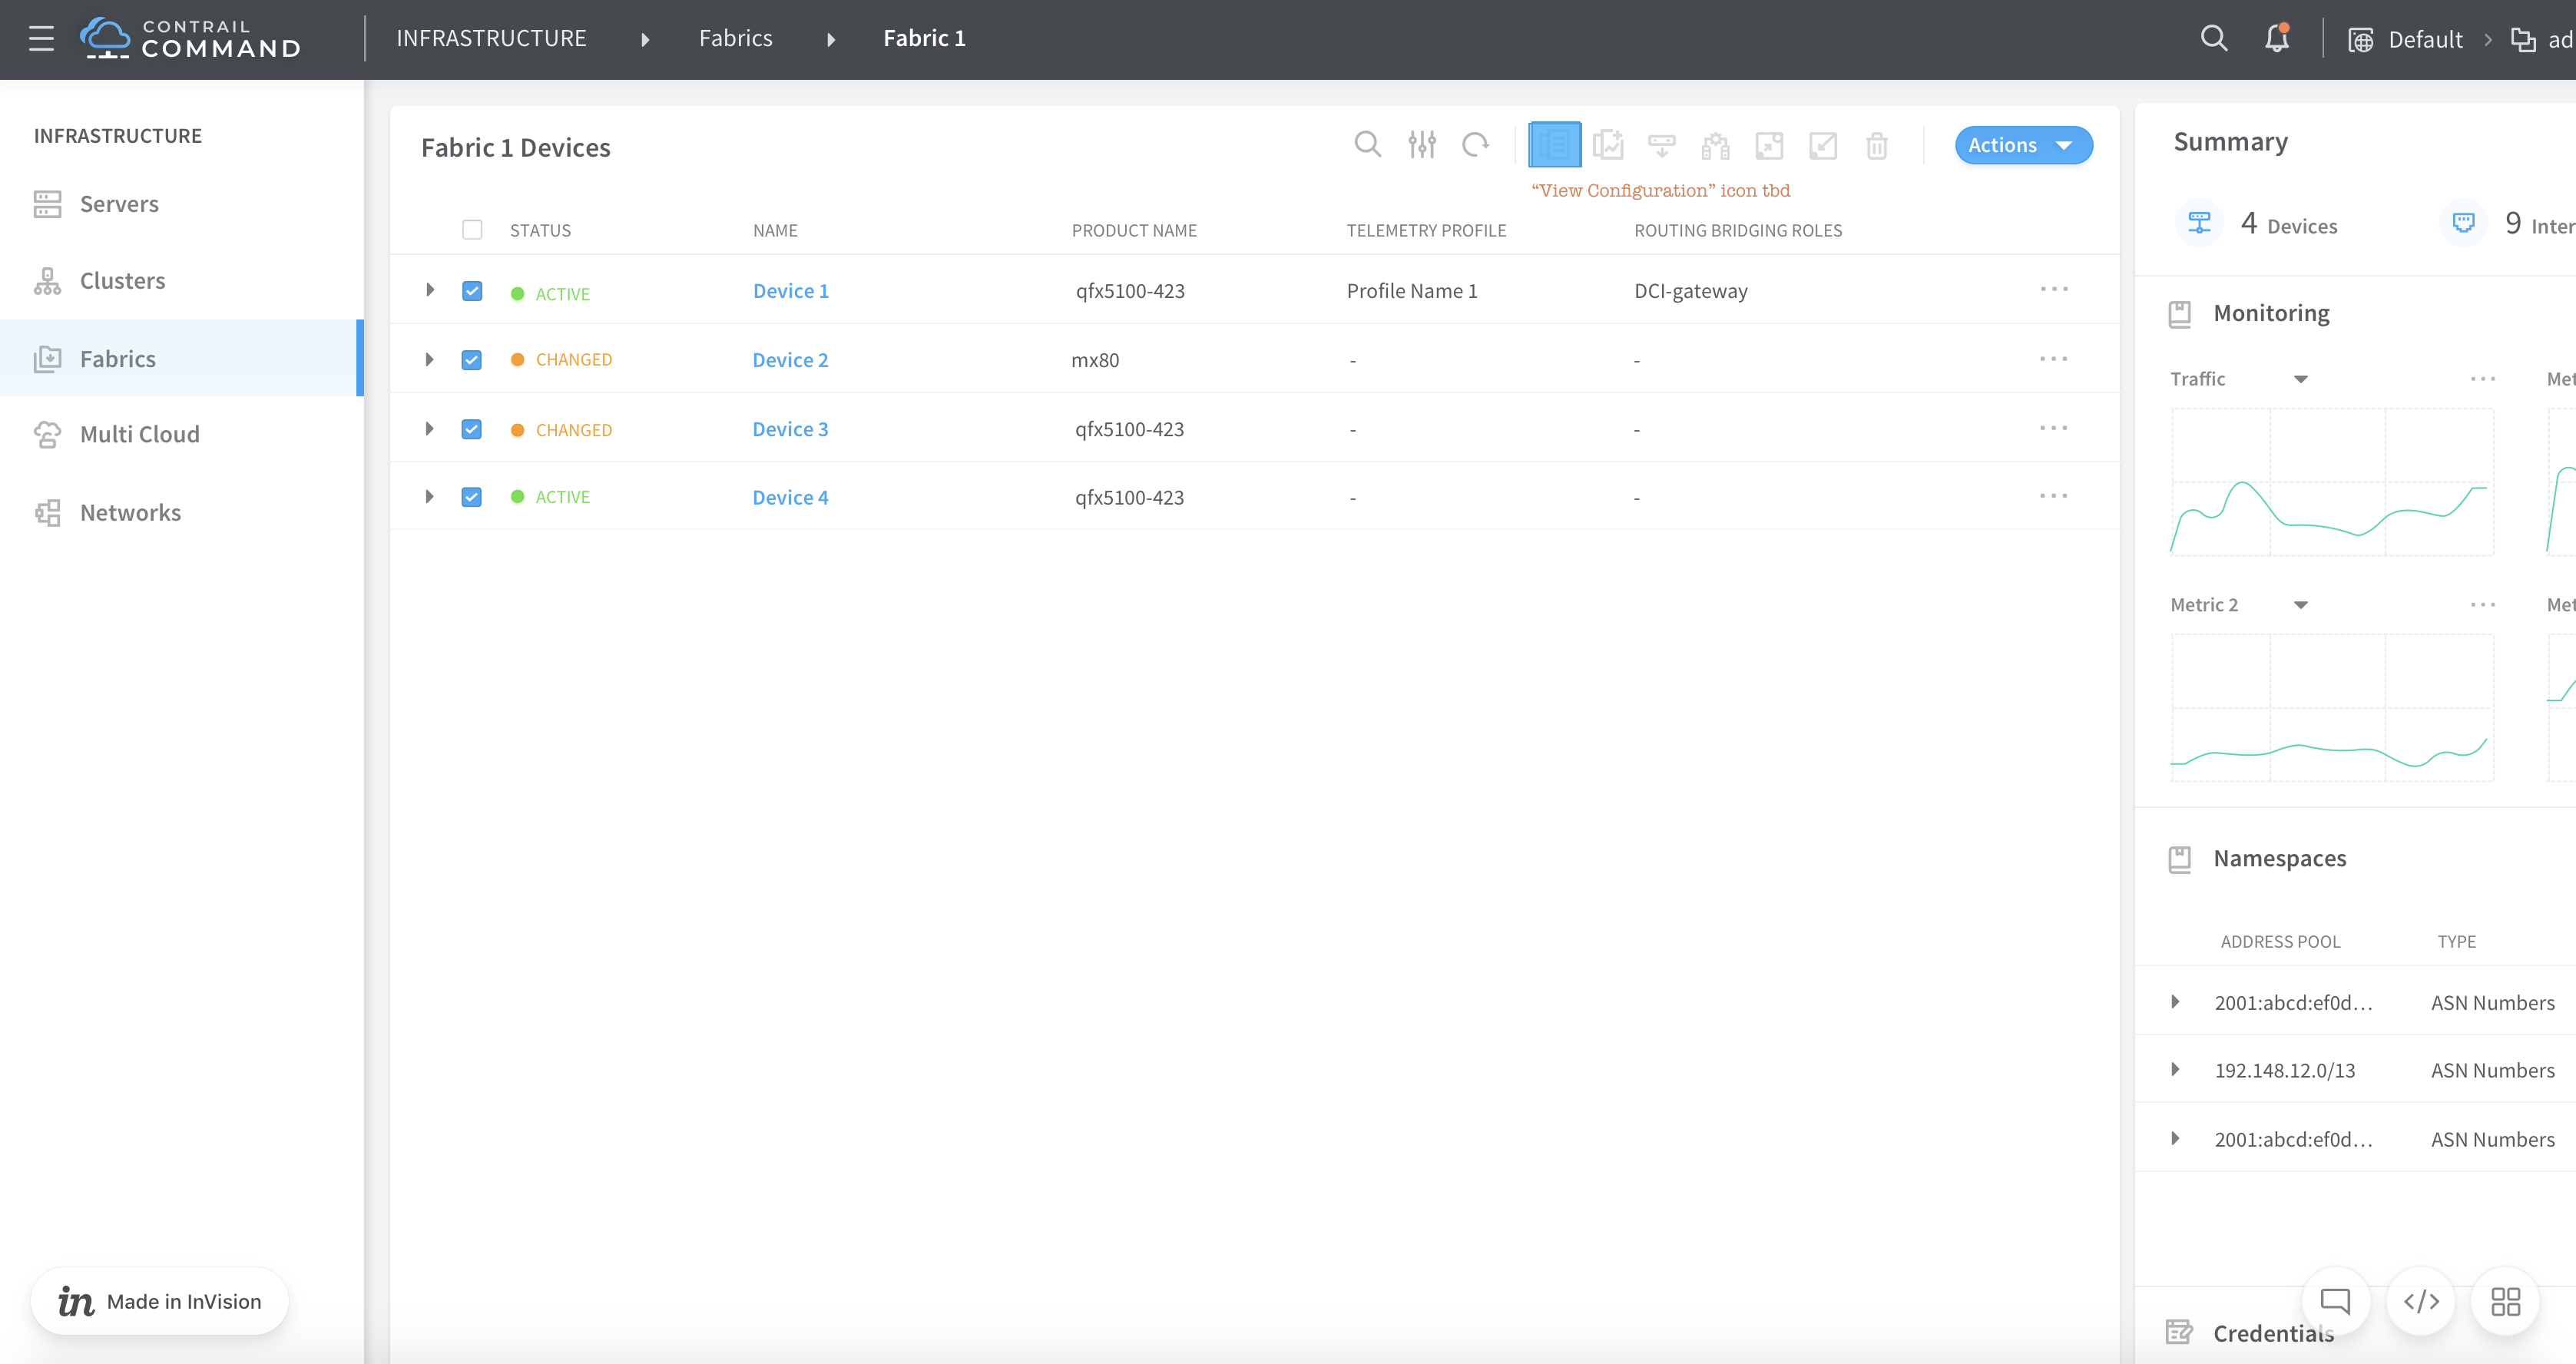 CONTRAIL
COMMAND
INFRASTRUCTURE
Fabrics
Fabric 1
Default
ad
INFRASTRUCTURE
Servers
Clusters
Fabrics
Multi Cloud
Networks
Fabric 1 Devices
Actions
“View Configuration” icon tbd
STATUS NAME PRODUCT NAME TELEMETRY PROFILE ROUTING BRIDGING ROLES
ACTIVE Device 1 qfx5100-423 Profile Name 1 DCI-gateway
CHANGED Device 2 mx80 - -
CHANGED Device 3 qfx5100-423 - -
ACTIVE Device 4 qfx5100-423 - -
Summary
4 Devices
9 Inter
Monitoring
Traffic
Met
Metric 2
Met
Namespaces
ADDRESS POOL TYPE
2001:abcd:ef0d... ASN Numbers
192.148.12.0/13 ASN Numbers
2001:abcd:ef0d... ASN Numbers
Credentials
in Made in InVision